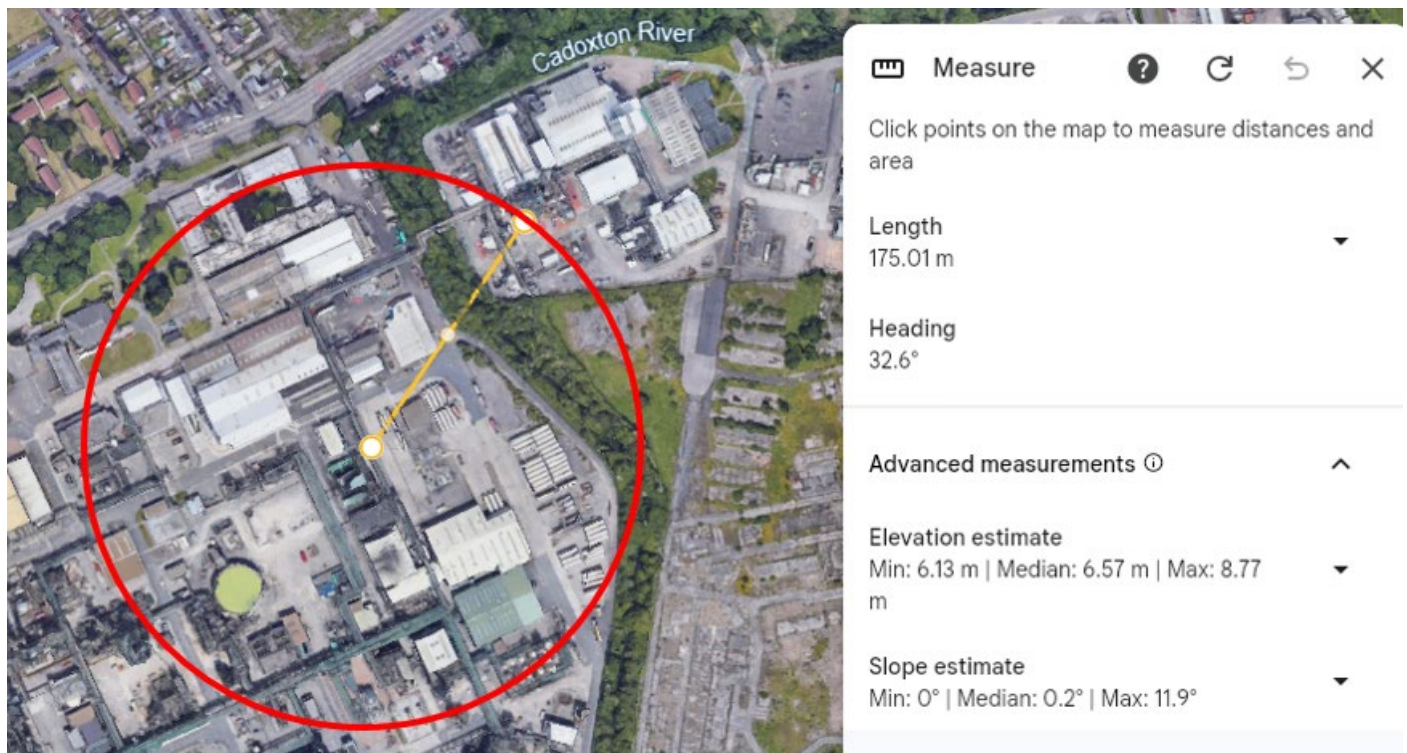 Cadoxton River
Measure
Click points on the map to measure distances and
area
Length
175.01 m
Heading
32.6°
Advanced measurements
Elevation estimate
Min: 6.13 m | Median: 6.57 m | Max: 8.77
m
Slope estimate
Min: 0° | Median: 0.2° | Max: 11.9°